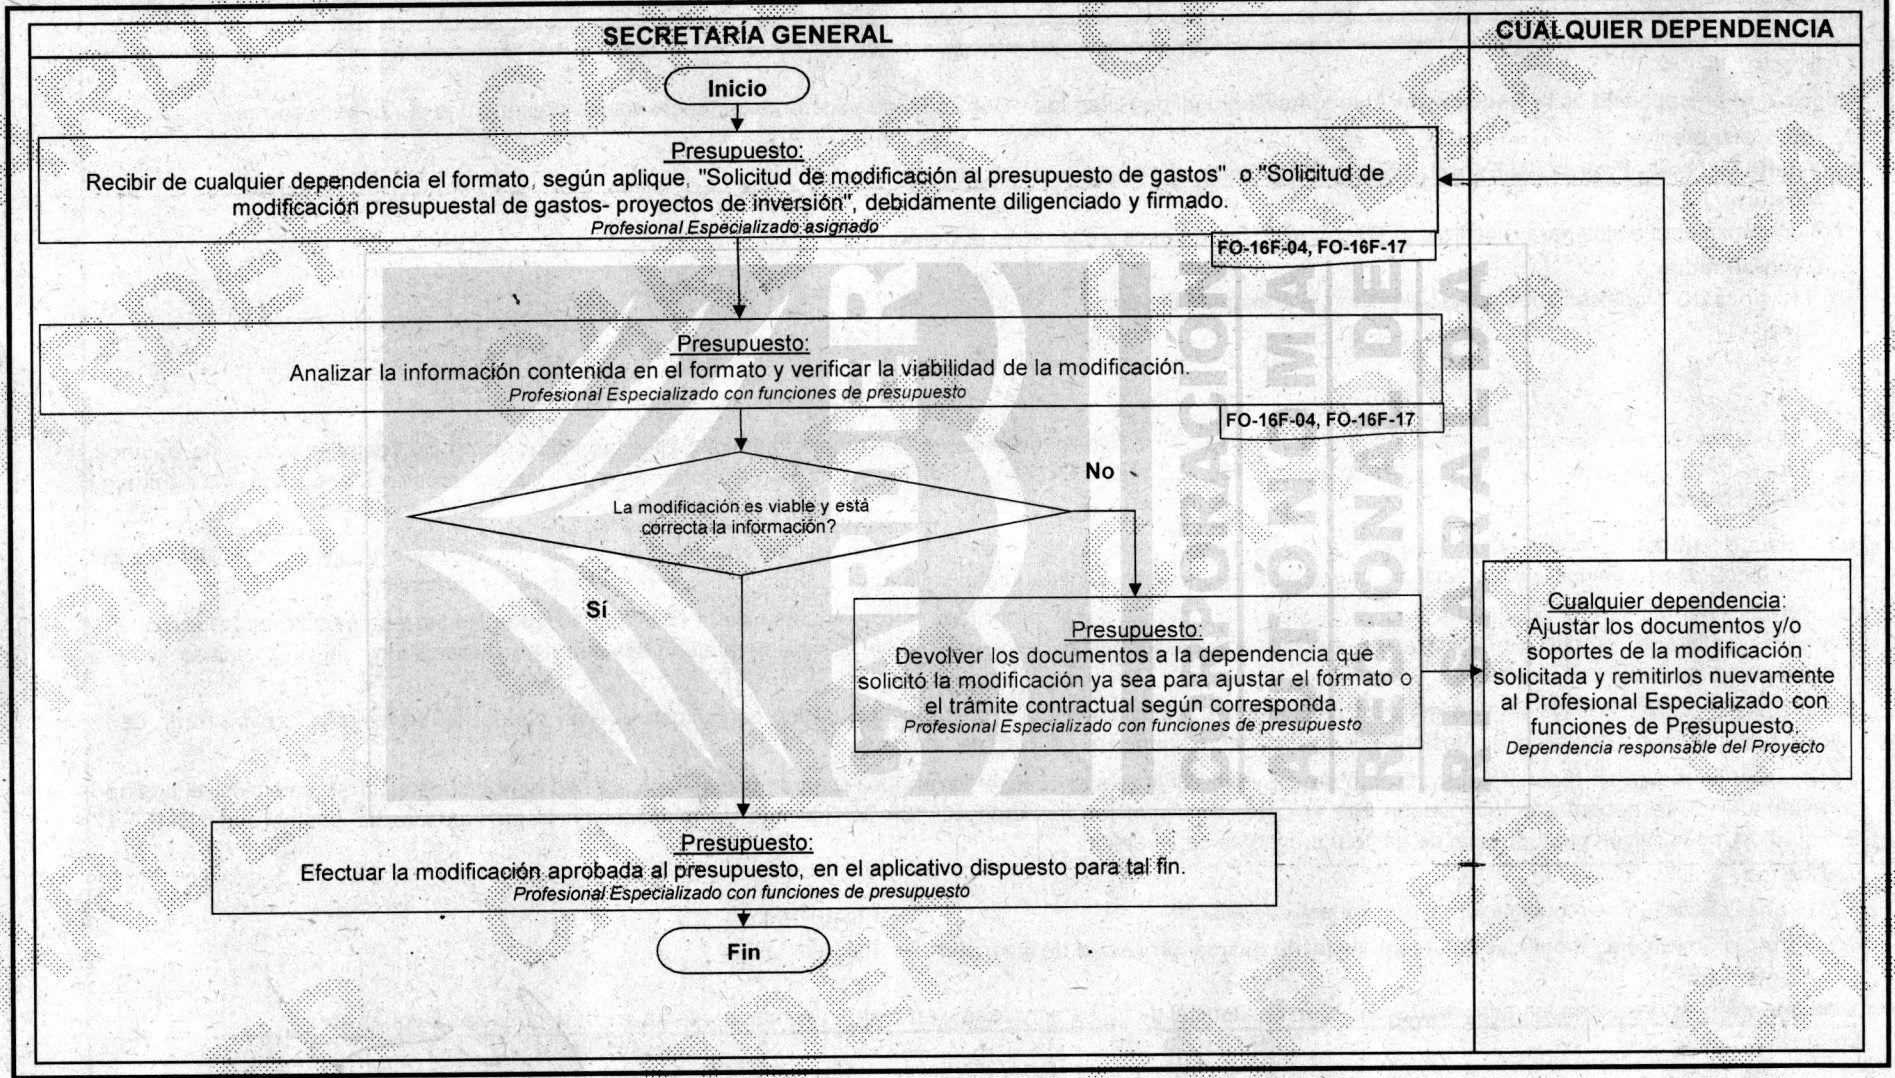 SECRETARÍA GENERAL
CUALQUIER DEPENDENCIA
Inicio
Presupuesto:
Recibir de cualquier dependencia el formato, según aplique, "Solicitud de modificación al presupuesto de gastos" o "Solicitud de
modificación presupuestal de gastos- proyectos de inversión", debidamente diligenciado y firmado.
Profesional Especializado asignado
FO-16F-04, FO-16F-17
Presupuesto:
Analizar la información contenida en el formato y verificar la viabilidad de la modificación.
Profesional Especializado con funciones de presupuesto
FO-16F-04, FO-16F-17
La modificación es viable y está
correcta la información?
No
Sí
Presupuesto:
Devolver los documentos a la dependencia que
solicitó la modificación ya sea para ajustar el formato o
el trámite contractual según corresponda.
Profesional Especializado con funciones de presupuesto
Cualquier dependencia:
Ajustar los documentos y/o
soportes de la modificación
solicitada y remitirlos nuevamente
al Profesional Especializado con
funciones de Presupuesto.
Dependencia responsable del Proyecto
Presupuesto:
Efectuar la modificación aprobada al presupuesto, en el aplicativo dispuesto para tal fin.
Profesional Especializado con funciones de presupuesto
Fin
CARDER
CORPORACIÓN
AUTÓNOMA
REGIONAL DE
RISARALDA